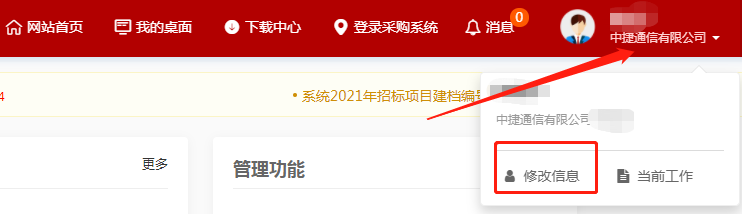 网站首页 我的桌面 下载中心 登录采购系统 消息 0
中捷通信有限公司
4 • 系统2021年招标项目建档编号
中捷通信有限公司
更多
管理功能
修改信息 当前工作